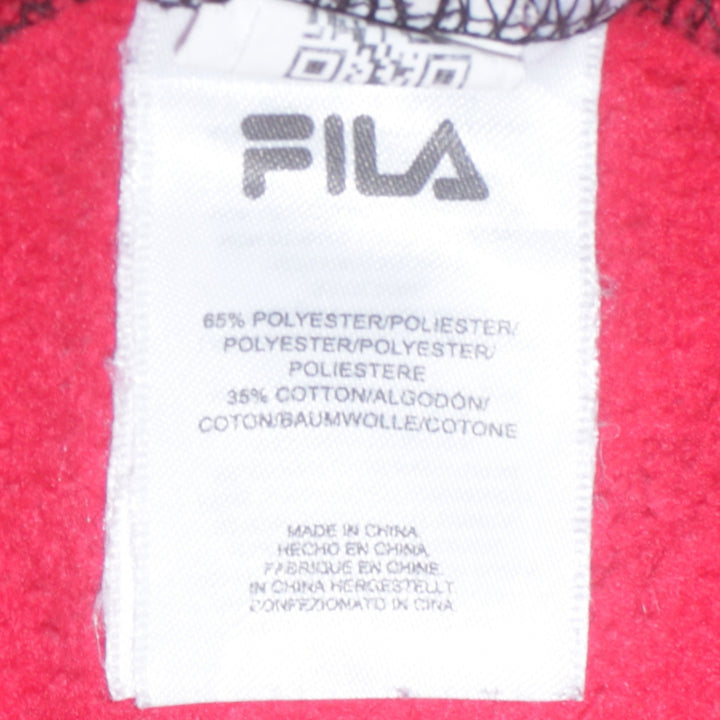 FILA
65% POLYESTER/POLIESTER/
POLYESTER/POLYESTER/
POLIESTERE
35% COTTON/ALGODÓN/
COTON/BAUMWOLLE/COTONE
MADE IN CHINA
HECHO EN CHINA
FABRIQUE EN CHINE
IN CHINA HERGESTELLT
CONFEZIONATO IN CINA